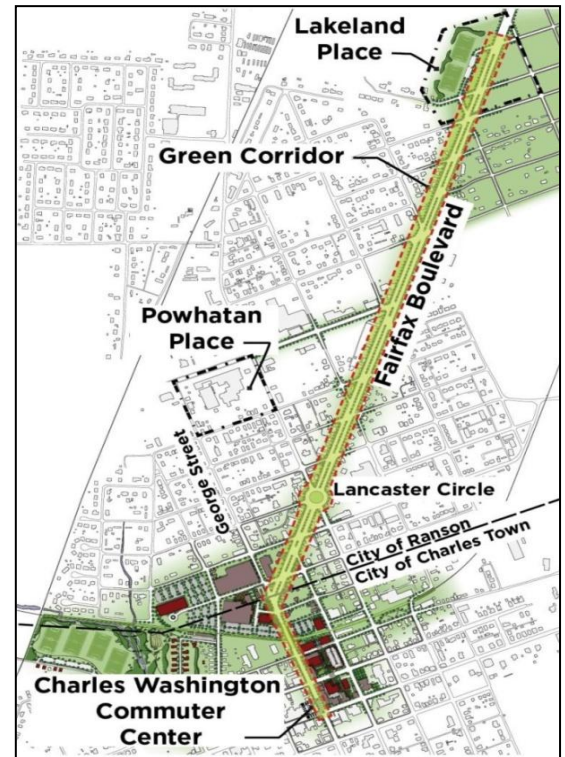 Lakeland
Place
Green Corridor
Fairfax Boulevard
Powhatan
Place
George Street
Lancaster Circle
City of Ranson
City of Charles Town
Charles Washington
Commuter
Center